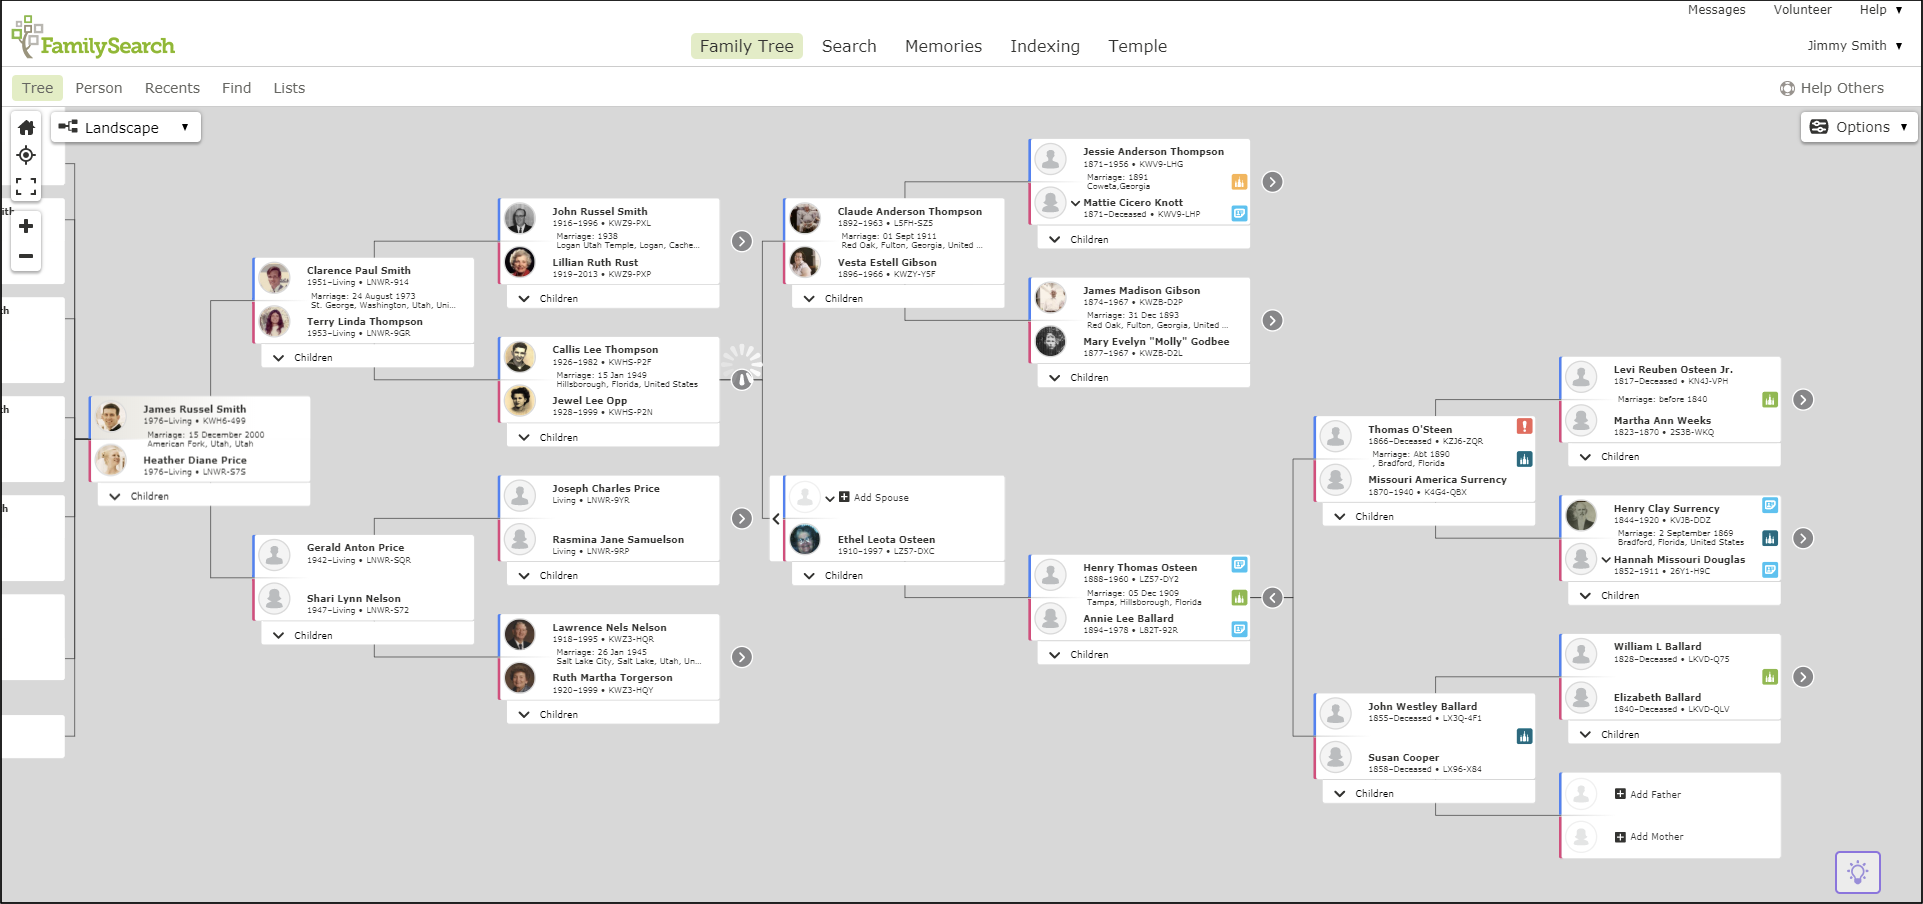 Messages
Volunteer
Help
FamilySearch
Family Tree
Search
Memories
Indexing
Temple
Jimmy Smith
Tree
Person
Recents
Find
Lists
Help Others
Landscape
Options
ith
h
th
h
James Russel Smith
1976–Living • KWH6-499
Marriage: 15 December 2000
American Fork, Utah, Utah
Heather Diane Price
1976–Living • LNWR-S7S
Children
Clarence Paul Smith
1951–Living • LNWR-914
Marriage: 24 August 1973
St. George, Washington, Utah, Uni...
Terry Linda Thompson
1953–Living • LNWR-9GR
Children
Gerald Anton Price
1942–Living • LNWR-SQR
Shari Lynn Nelson
1947–Living • LNWR-S72
Children
John Russel Smith
1916–1996 • KWZ9-PXL
Marriage: 1938
Logan Utah Temple, Logan, Cache...
Lillian Ruth Rust
1919–2013 • KWZ9-PXP
Children
Callis Lee Thompson
1926–1982 • KWHS-P2F
Marriage: 15 Jan 1949
Hillsborough, Florida, United States
Jewel Lee Opp
1928–1999 • KWHS-P2N
Children
Joseph Charles Price
Living • LNWR-9YR
Rasmina Jane Samuelson
Living • LNWR-9RP
Children
Lawrence Nels Nelson
1918–1995 • KWZ3-HQR
Marriage: 26 Jan 1945
Salt Lake City, Salt Lake, Utah, Un...
Ruth Martha Torgerson
1920–1999 • KWZ3-HQY
Children
Claude Anderson Thompson
1892–1963 • L5FH-SZ5
Marriage: 01 Sept 1911
Red Oak, Fulton, Georgia, United ...
Vesta Estell Gibson
1896–1966 • KWZY-Y5F
Children
Add Spouse
Ethel Leota Osteen
1910–1997 • LZ57-DXC
Children
Jessie Anderson Thompson
1871–1956 • KWV9-LHG
Marriage: 1891
Coweta,Georgia
Mattie Cicero Knott
1871–Deceased • KWV9-LHP
Children
James Madison Gibson
1874–1967 • KWZB-D2P
Marriage: 31 Dec 1893
Red Oak, Fulton, Georgia, United ...
Mary Evelyn "Molly" Godbee
1877–1967 • KWZB-D2L
Children
Henry Thomas Osteen
1888–1960 • LZ57-DY2
Marriage: 05 Dec 1909
Tampa, Hillsborough, Florida
Annie Lee Ballard
1894–1978 • L82T-92R
Children
Thomas O'Steen
1866–Deceased • KZJ6-ZQR
Marriage: Abt 1890
, Bradford, Florida
Missouri America Surrency
1870–1940 • K4G4-QBX
Children
John Westley Ballard
1855–Deceased • LX3Q-4F1
Susan Cooper
1858–Deceased • LX96-X84
Children
Levi Reuben Osteen Jr.
1817–Deceased • KN4J-VPH
Marriage: before 1840
Martha Ann Weeks
1823–1870 • 2S3B-WKQ
Children
Henry Clay Surrency
1844–1920 • KVJB-DDZ
Marriage: 2 September 1869
Bradford, Florida, United States
Hannah Missouri Douglas
1852–1911 • 26Y1-H9C
Children
William L Ballard
1828–Deceased • LKVD-Q75
Elizabeth Ballard
1840–Deceased • LKVD-QLV
Children
Add Father
Add Mother